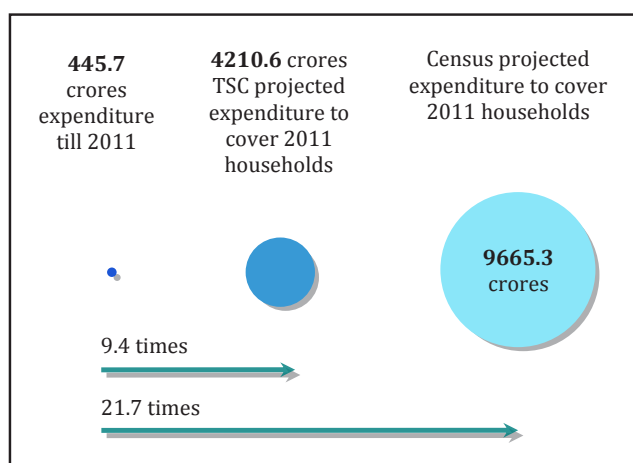 445.7
crores
expenditure
till 2011
4210.6 crores
TSC projected
expenditure to
cover 2011
households
Census projected
expenditure to cover
2011 households
9665.3
crores
9.4 times
21.7 times